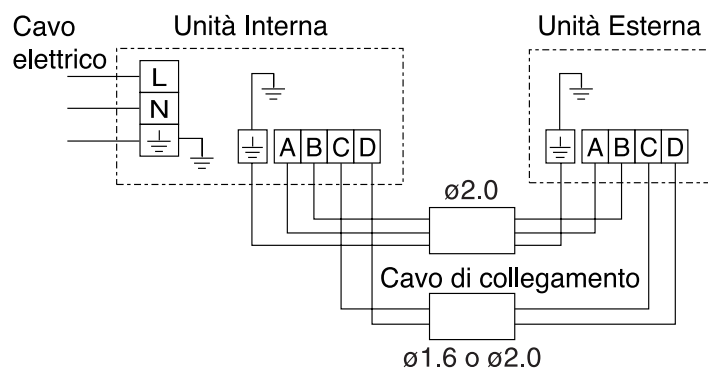 Cavo
elettrico
Unità Interna
Unità Esterna
L
N
A B C D
A B C D
ø2.0
Cavo di collegamento
ø1.6 o ø2.0